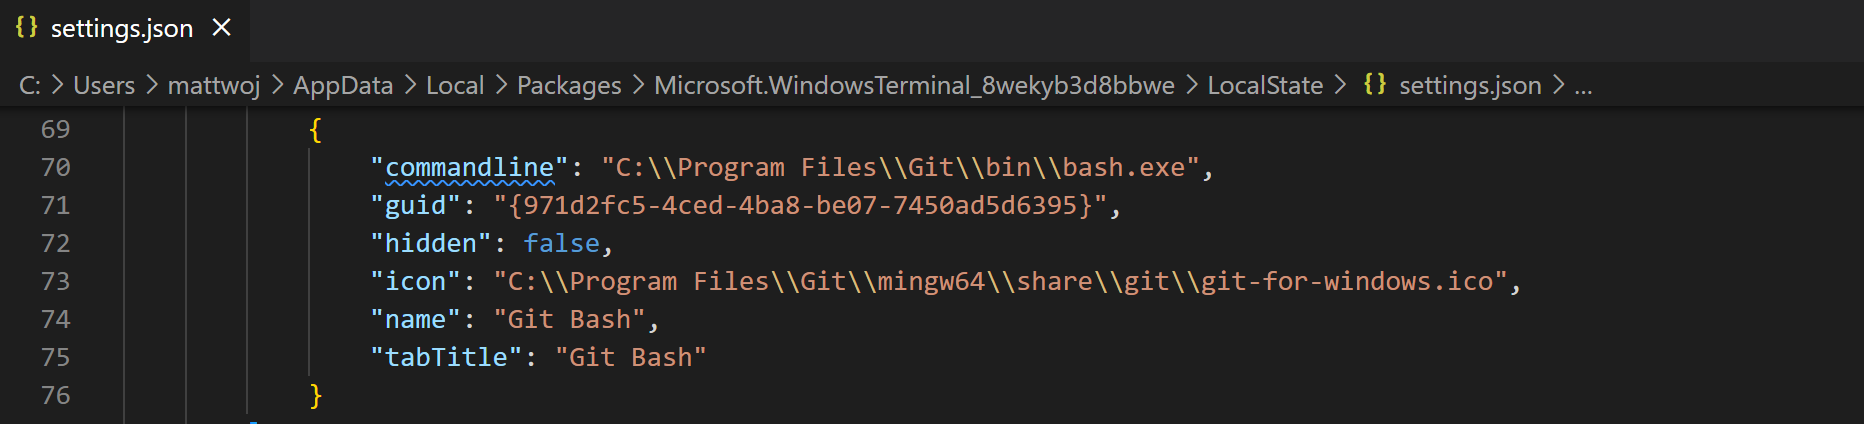 {} settings.json ×
C: > Users > mattwoj > AppData > Local > Packages > Microsoft.WindowsTerminal_8wekyb3d8bbwe > LocalState > {} settings.json > ...
69 {
70 "commandline": "C:\\Program Files\\Git\\bin\\bash.exe",
71 "guid": "{971d2fc5-4ced-4ba8-be07-7450ad5d6395}",
72 "hidden": false,
73 "icon": "C:\\Program Files\\Git\\mingw64\\share\\git\\git-for-windows.ico",
74 "name": "Git Bash",
75 "tabTitle": "Git Bash"
76 }